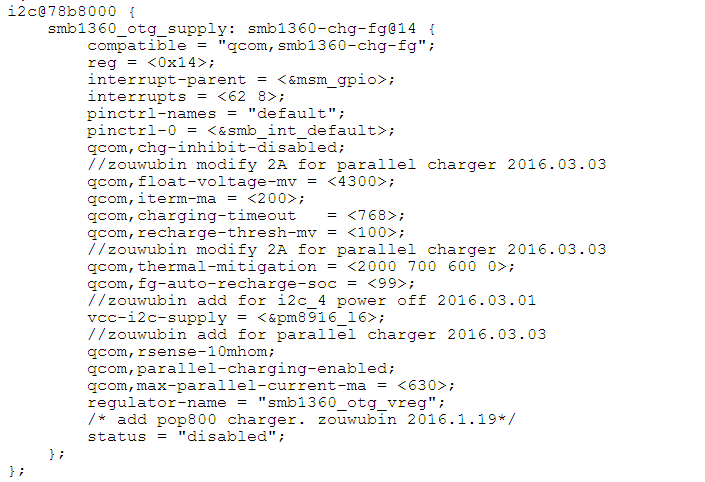 i2c@78b8000 {
    smb1360_otg_supply: smb1360-chg-fg@14 {
        compatible = "qcom,smb1360-chg-fg";
        reg = <0x14>;
        interrupt-parent = <&msm_gpio>;
        interrupts = <62 8>;
        pinctrl-names = "default";
        pinctrl-0 = <&smb_int_default>;
        qcom,chg-inhibit-disabled;
        //zouwubin modify 2A for parallel charger 2016.03.03
        qcom,float-voltage-mv = <4300>;
        qcom,iterm-ma = <200>;
        qcom,charging-timeout   = <768>;
        qcom,recharge-thresh-mv = <100>;
        //zouwubin modify 2A for parallel charger 2016.03.03
        qcom,thermal-mitigation = <2000 700 600 0>;
        qcom,fg-auto-recharge-soc = <99>;
        //zouwubin add for i2c_4 power off 2016.03.01
        vcc-i2c-supply = <&pm8916_l6>;
        //zouwubin add for parallel charger 2016.03.03
        qcom,rsense-10mhom;
        qcom,parallel-charging-enabled;
        qcom,max-parallel-current-ma = <630>;
        regulator-name = "smb1360_otg_vreg";
        /* add pop800 charger. zouwubin 2016.1.19*/
        status = "disabled";
    };
};